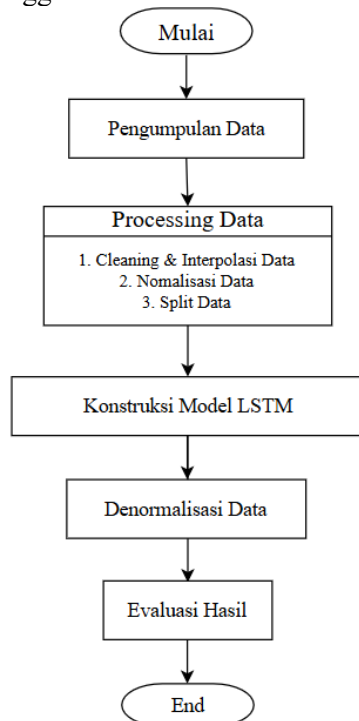 Mulai
Pengumpulan Data
Processing Data
1. Cleaning & Interpolasi Data
2. Nomalisasi Data
3. Split Data
Konstruksi Model LSTM
Denormalisasi Data
Evaluasi Hasil
End